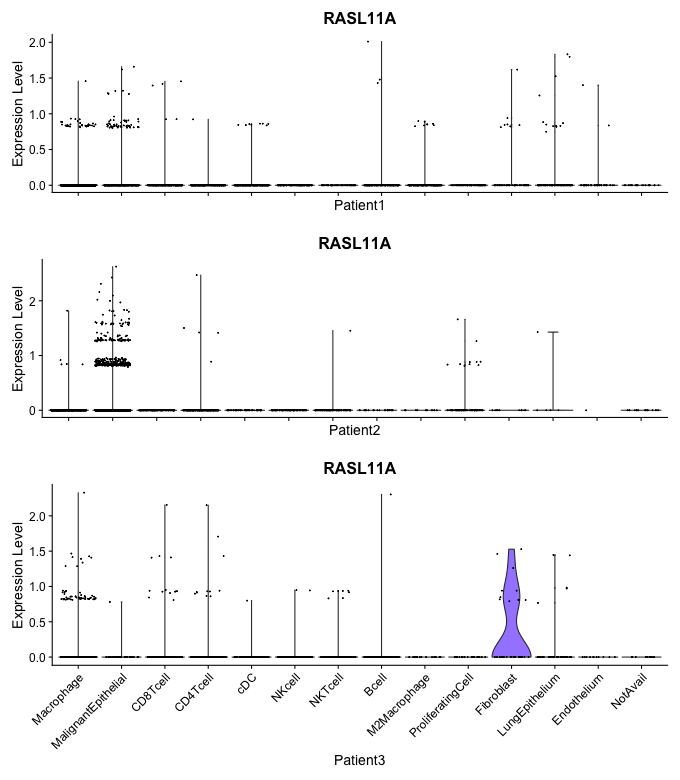 RASL11A
Expression Level
2.0
1.5
1.0
0.5
0.0
Patient1
RASL11A
Expression Level
2
1
0
Patient2
RASL11A
Expression Level
2.0
1.5
1.0
0.5
0.0
Macrophage
MalignantEpithelial
CD8Tcell
CD4Tcell
cDC
NKcell
NKTcell
Bcell
M2Macrophage
ProliferatingCell
Fibroblast
LungEpithelium
Endothelium
NotAvail
Patient3